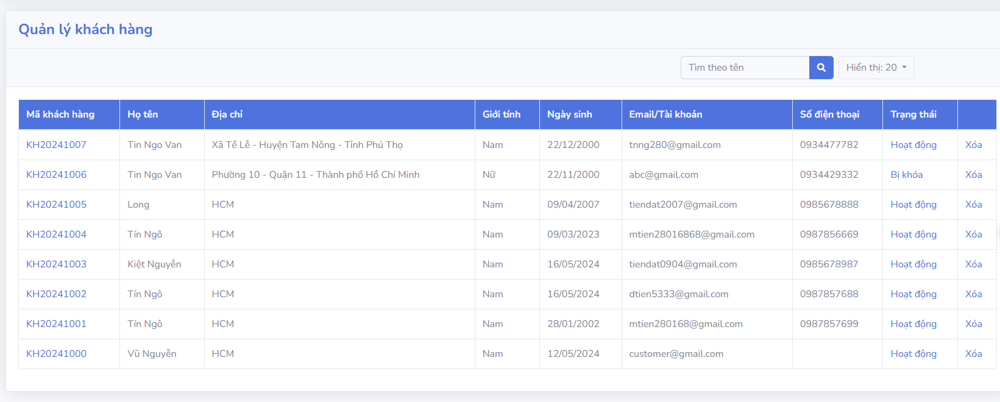 Quản lý khách hàng
Tìm theo tên Hiển thị: 20
Mã khách hàng Họ tên Địa chỉ Giới tính Ngày sinh Email/Tài khoản Số điện thoại Trạng thái
KH20241007 Tin Ngo Van Xã Tề Lễ - Huyện Tam Nông - Tỉnh Phú Thọ Nam 22/12/2000 tnng280@gmail.com 0934477782 Hoạt động Xóa
KH20241006 Tin Ngo Van Phường 10 - Quận 11 - Thành phố Hồ Chí Minh Nữ 22/11/2000 abc@gmail.com 0934429332 Bị khóa Xóa
KH20241005 Long HCM Nam 09/04/2007 tiendat2007@gmail.com 0985678888 Hoạt động Xóa
KH20241004 Tín Ngô HCM Nam 09/03/2023 mtien28016868@gmail.com 0987856669 Hoạt động Xóa
KH20241003 Kiệt Nguyễn HCM Nam 16/05/2024 tiendat0904@gmail.com 0985678987 Hoạt động Xóa
KH20241002 Tín Ngô HCM Nam 16/05/2024 dtien5333@gmail.com 0987857688 Hoạt động Xóa
KH20241001 Tín Ngô HCM Nam 28/01/2002 mtien280168@gmail.com 0987857699 Hoạt động Xóa
KH20241000 Vũ Nguyễn HCM Nam 12/05/2024 customer@gmail.com Hoạt động Xóa